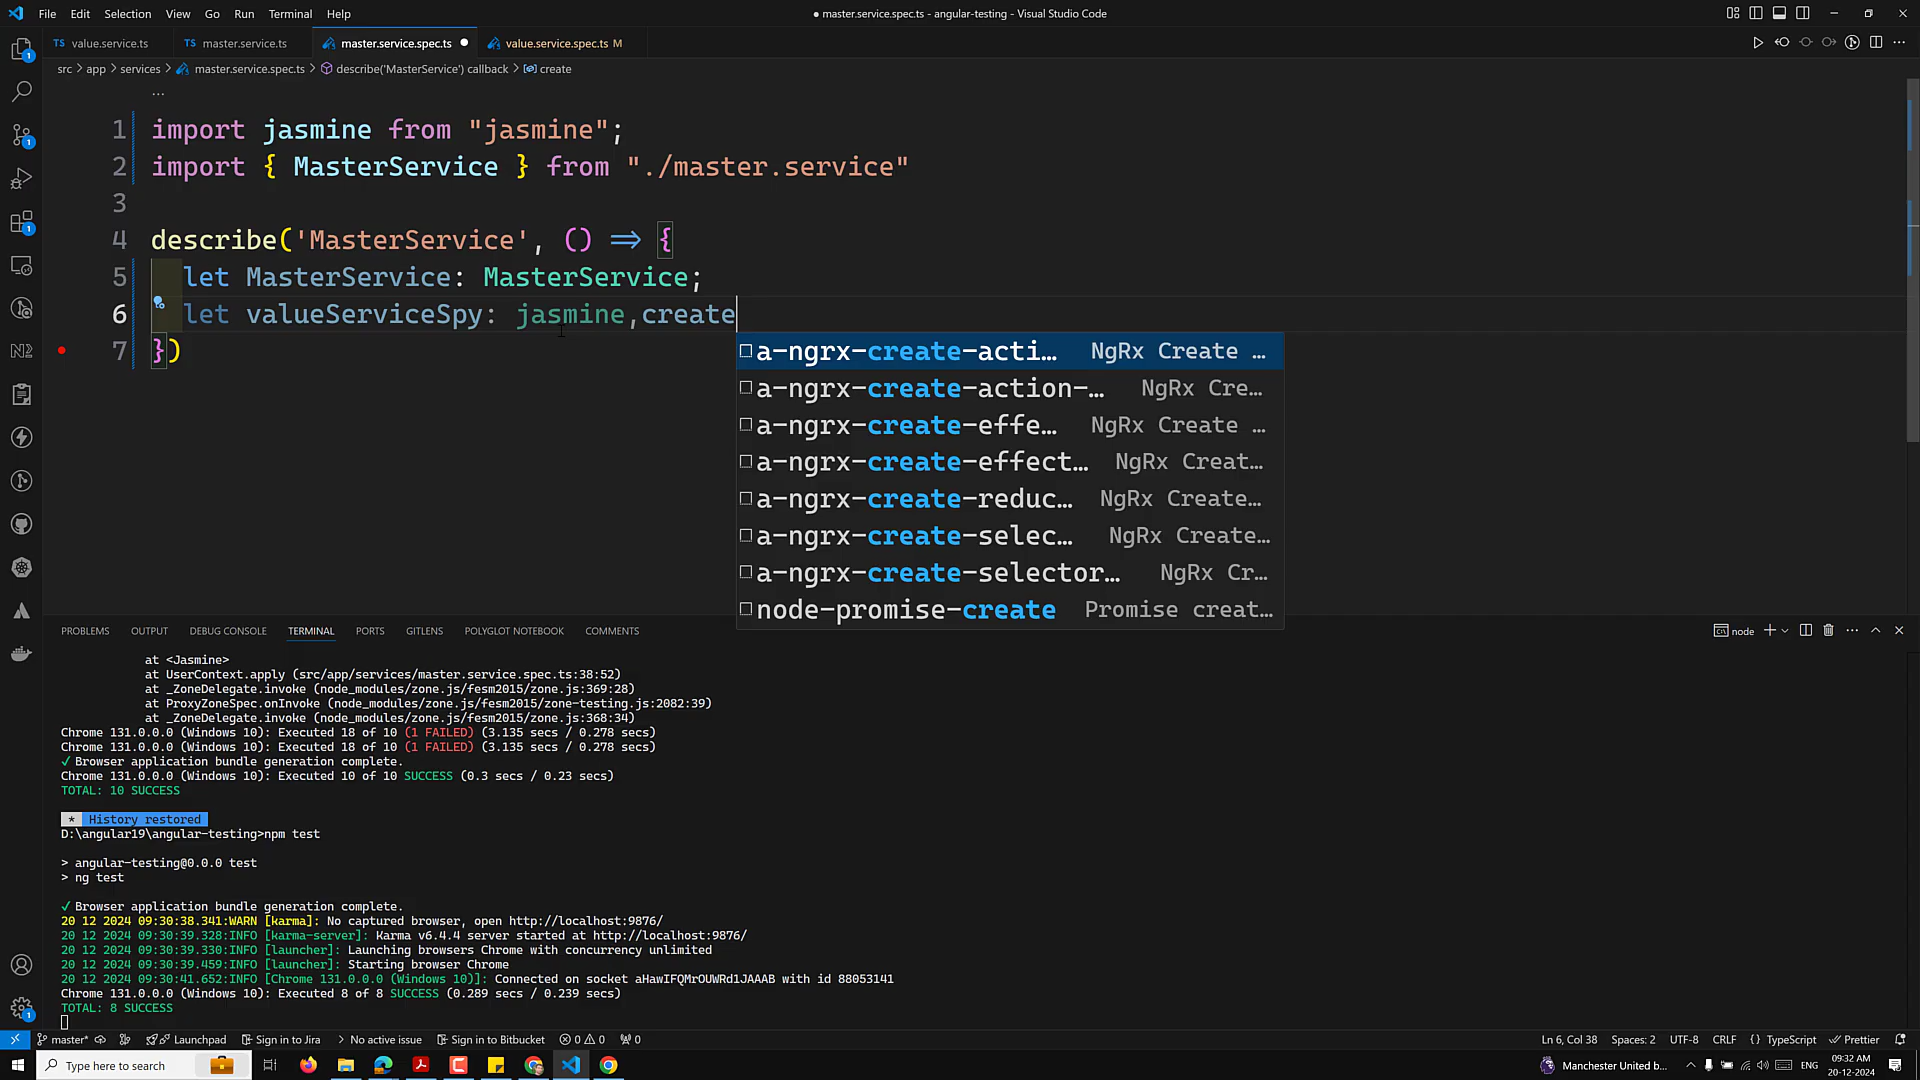 File Edit Selection View Go Run Terminal Help
● master.service.spec.ts - angular-testing - Visual Studio Code
TS value.service.ts
TS master.service.ts
master.service.spec.ts ●
value.service.spec.ts M
src > app > services > master.service.spec.ts > describe('MasterService') callback > create
...
1 import jasmine from "jasmine";
2 import { MasterService } from "./master.service"
3
4 describe('MasterService', () => {
5 let MasterService: MasterService;
6 let valueServiceSpy: jasmine,create
7 })
a-ngrx-create-acti… NgRx Create …
a-ngrx-create-action-… NgRx Cre…
a-ngrx-create-effe… NgRx Create …
a-ngrx-create-effect… NgRx Creat…
a-ngrx-create-reduc… NgRx Create…
a-ngrx-create-selec… NgRx Create…
a-ngrx-create-selector… NgRx Cr…
node-promise-create Promise creat…
PROBLEMS OUTPUT DEBUG CONSOLE TERMINAL PORTS GITLENS POLYGLOT NOTEBOOK COMMENTS
node
at <Jasmine>
at UserContext.apply (src/app/services/master.service.spec.ts:38:52)
at _ZoneDelegate.invoke (node_modules/zone.js/fesm2015/zone.js:369:28)
at ProxyZoneSpec.onInvoke (node_modules/zone.js/fesm2015/zone-testing.js:2082:39)
at _ZoneDelegate.invoke (node_modules/zone.js/fesm2015/zone.js:368:34)
Chrome 131.0.0.0 (Windows 10): Executed 18 of 10 (1 FAILED) (3.135 secs / 0.278 secs)
Chrome 131.0.0.0 (Windows 10): Executed 18 of 10 (1 FAILED) (3.135 secs / 0.278 secs)
✓ Browser application bundle generation complete.
Chrome 131.0.0.0 (Windows 10): Executed 10 of 10 SUCCESS (0.3 secs / 0.23 secs)
TOTAL: 10 SUCCESS
* History restored
D:\angular19\angular-testing>npm test
> angular-testing@0.0.0 test
> ng test
✓ Browser application bundle generation complete.
20 12 2024 09:30:38.341:WARN [karma]: No captured browser, open http://localhost:9876/
20 12 2024 09:30:39.328:INFO [karma-server]: Karma v6.4.4 server started at http://localhost:9876/
20 12 2024 09:30:39.330:INFO [launcher]: Launching browsers Chrome with concurrency unlimited
20 12 2024 09:30:39.459:INFO [launcher]: Starting browser Chrome
20 12 2024 09:30:41.652:INFO [Chrome 131.0.0.0 (Windows 10)]: Connected on socket aHawIFQMrOUWRd1JAAAB with id 88053141
Chrome 131.0.0.0 (Windows 10): Executed 8 of 8 SUCCESS (0.289 secs / 0.239 secs)
TOTAL: 8 SUCCESS
master* Launchpad Sign in to Jira > No active issue Sign in to Bitbucket 0 0 0 Ln 6, Col 38 Spaces: 2 UTF-8 CRLF {} TypeScript Prettier
Type here to search
Manchester United b... ENG
09:32 AM
20-12-2024